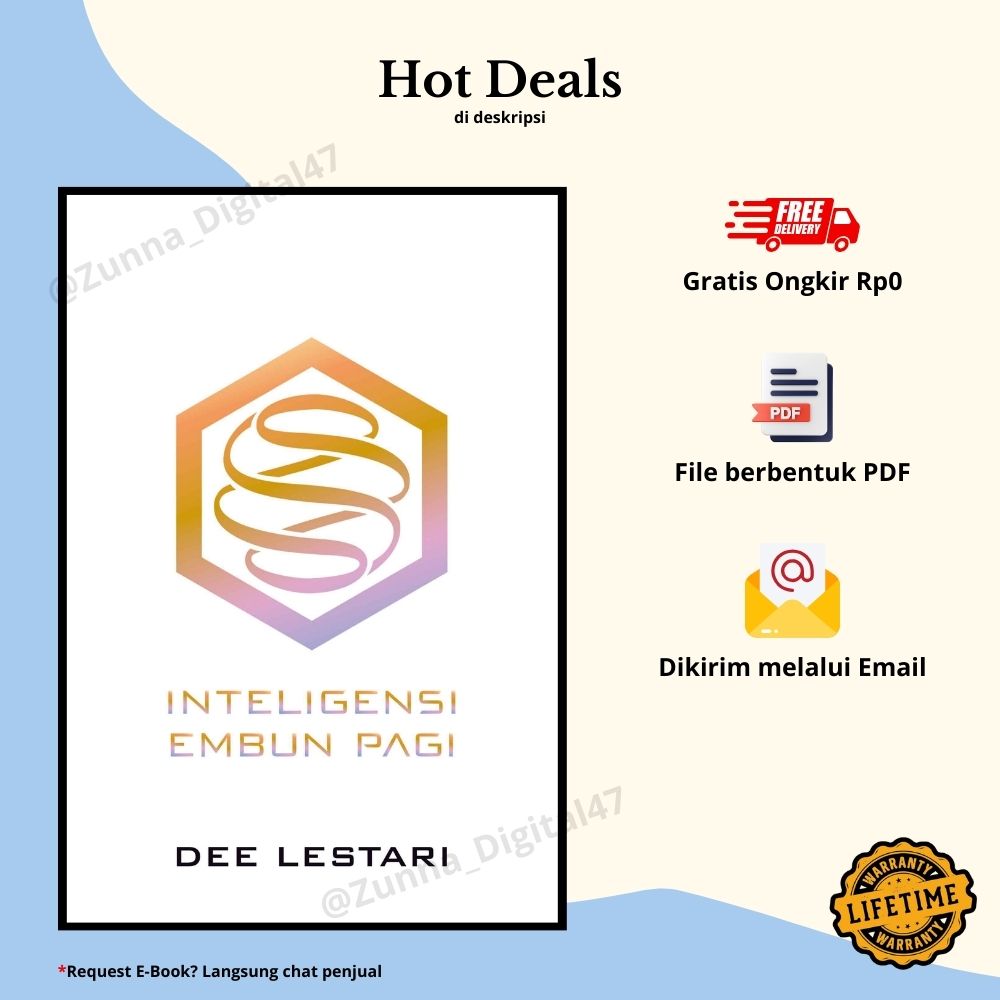 Hot Deals
di deskripsi
@Zunna_Digital47
FREE
DELIVERY
Gratis Ongkir Rp0
PDF
File berbentuk PDF
@
Dikirim melalui Email
INTELIGENSI
EMBUN PAGI
DEE LESTARI
@Zunna_Digital47
WARRANTY
LIFETIME
WARRANTY
*Request E-Book? Langsung chat penjual